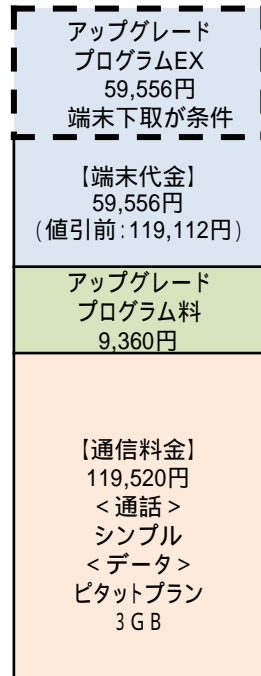 アップグレード
プログラムEX
59,556円
端末下取が条件
【端末代金】
59,556円
(値引前:119,112円)
アップグレード
プログラム料
9,360円
【通信料金】
119,520円
<通話>
シンプル
<データ>
ピタットプラン
3GB